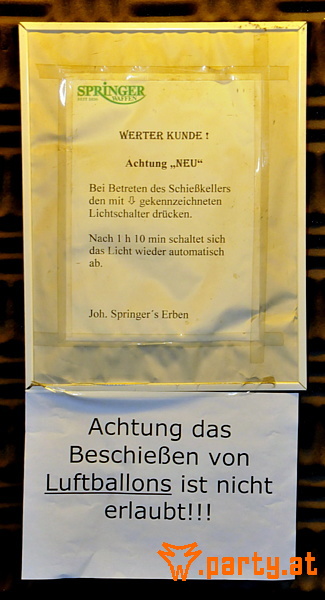 SPRINGER
SEIT 1836 WAFFEN
WERTER KUNDE !
Achtung „NEU“
Bei Betreten des Schießkellers
den mit ⇩ gekennzeichneten
Lichtschalter drücken.
Nach 1 h 10 min schaltet sich
das Licht wieder automatisch
ab.
Joh. Springer´s Erben
Achtung das
Beschießen von
Luftballons ist nicht
erlaubt!!!
.party.at